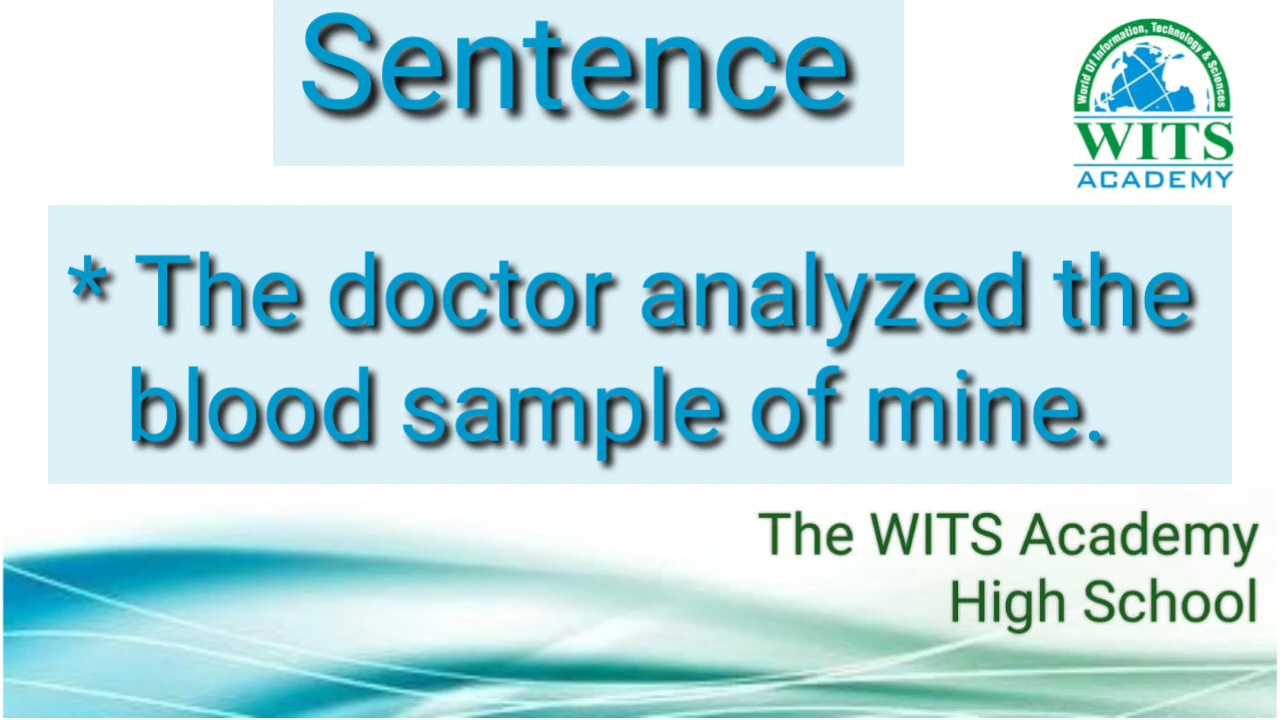 Sentence
World Of Information, Technology & Sciences
WITS
ACADEMY
* The doctor analyzed the
blood sample of mine.
The WITS Academy
High School